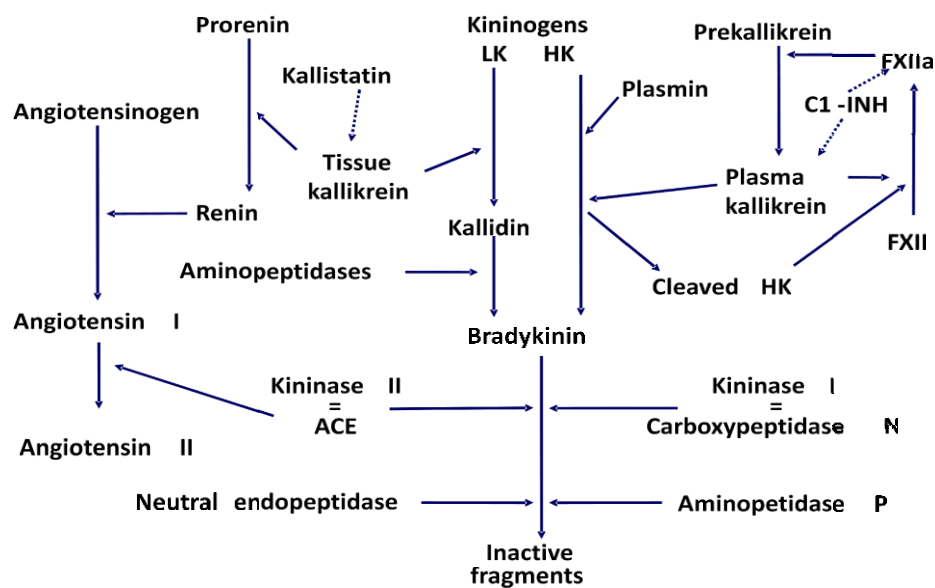 Prorenin
Kininogens
LK HK
Prekallikrein
FXIIa
Kallistatin
Plasmin
C1 -INH
Angiotensinogen
Tissue
kallikrein
Plasma
kallikrein
Renin
Kallidin
FXII
Aminopeptidases
Cleaved HK
Angiotensin I
Bradykinin
Kininase II
=
ACE
Kininase I
=
Carboxypeptidase N
Angiotensin II
Neutral endopeptidase
Aminopetidase P
Inactive
fragments